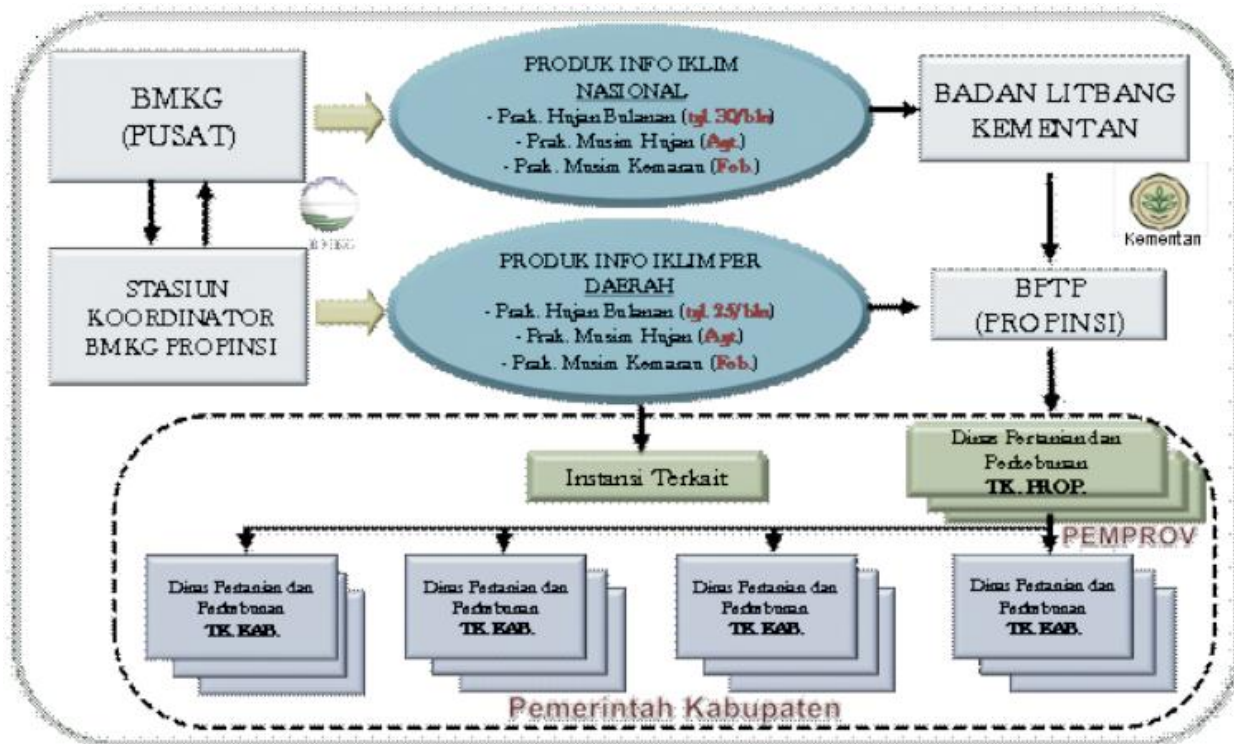 BMKG
(PUSAT)
PRODUK INFO IKLIM
NASIONAL
- Prak. Hujan Bulanan (tgl. 30/bln)
- Prak. Musim Hujan (Agt.)
- Prak. Musim Kemarau (Feb.)
BADAN LITBANG
KEMENTAN
BMKG
Kementan
STASIUN
KOORDINATOR
BMKG PROPINSI
PRODUK INFO IKLIM PER
DAERAH
- Prak. Hujan Bulanan (tgl. 25/bln)
- Prak. Musim Hujan (Agt.)
- Prak. Musim Kemarau (Feb.)
BPTP
(PROPINSI)
Instansi Terkait
Dinas Pertanian dan
Perkebunan
TK. PROP.
PEMPROV
Dinas Pertanian dan
Perkebunan
TK. KAB.
Dinas Pertanian dan
Perkebunan
TK. KAB.
Dinas Pertanian dan
Perkebunan
TK. KAB.
Dinas Pertanian dan
Perkebunan
TK. KAB.
Pemerintah Kabupaten